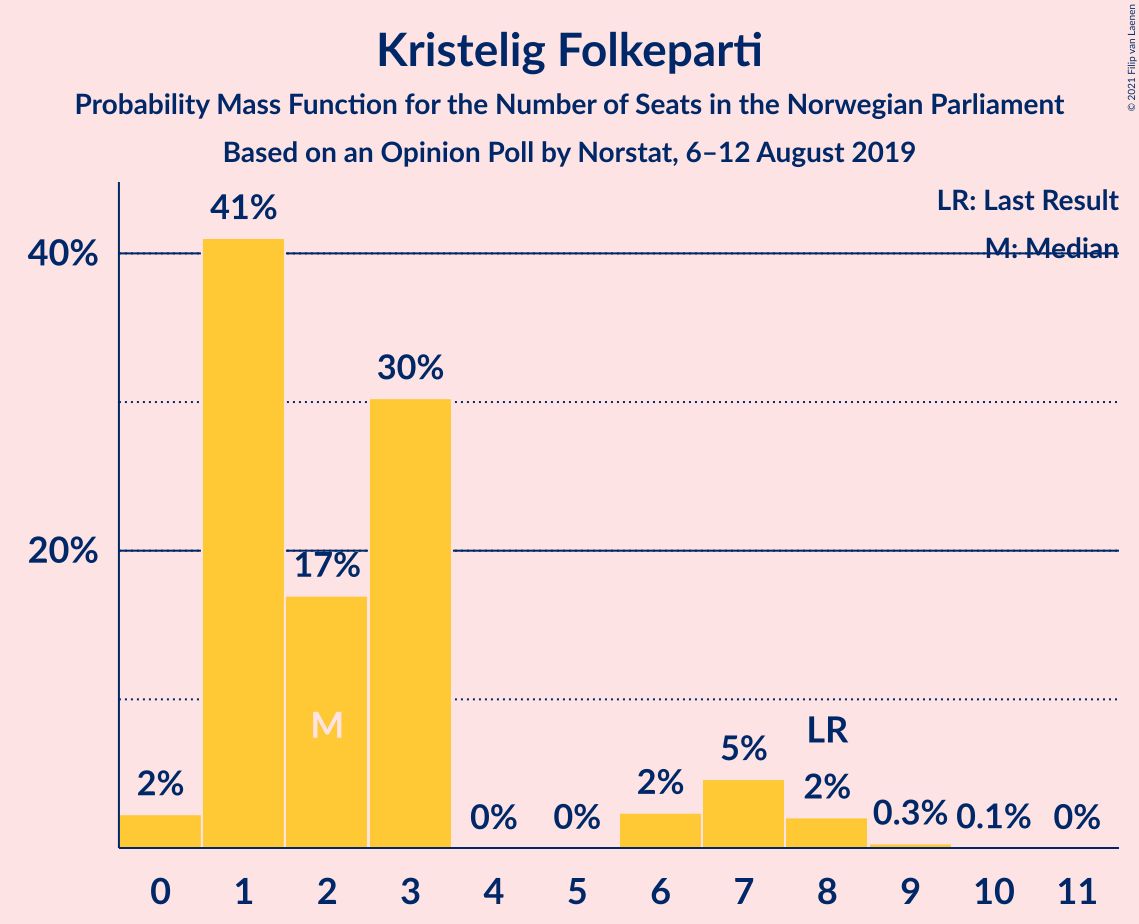 Kristelig Folkeparti
Probability Mass Function for the Number of Seats in the Norwegian Parliament
Based on an Opinion Poll by Norstat, 6–12 August 2019
© 2021 Filip van Laenen
LR: Last Result
M: Median
40%
20%
2%
41%
17%
30%
0%
0%
2%
5%
2%
0.3%
0.1%
0%
M
LR
0 1 2 3 4 5 6 7 8 9 10 11